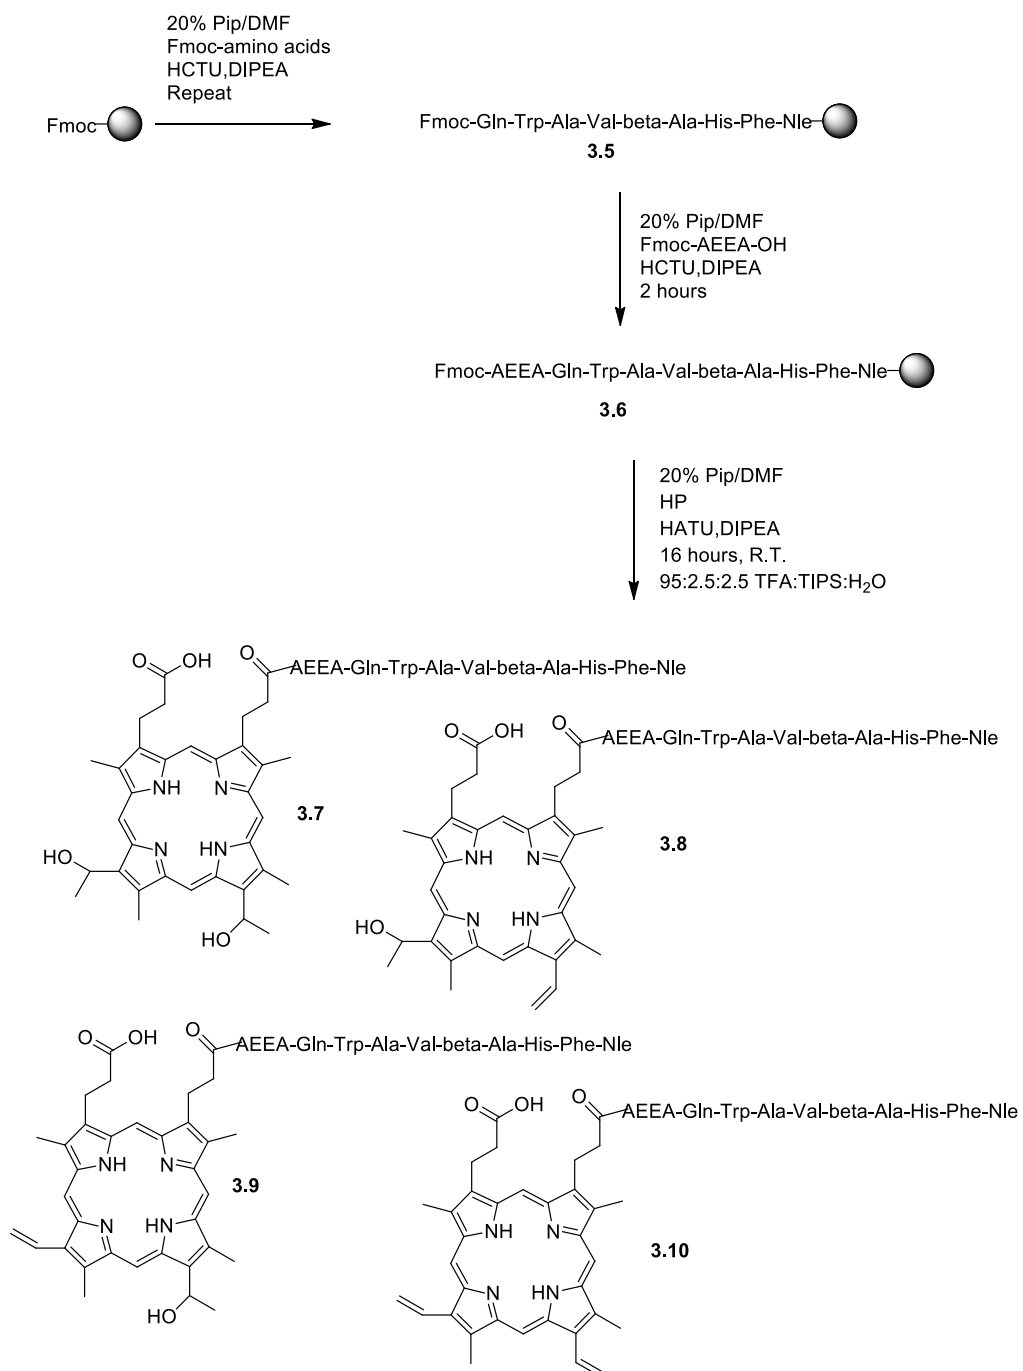 20% Pip/DMF
Fmoc-amino acids
HCTU,DIPEA
Repeat
Fmoc
Fmoc-Gln-Trp-Ala-Val-beta-Ala-His-Phe-Nle
3.5
20% Pip/DMF
Fmoc-AEEA-OH
HCTU,DIPEA
2 hours
Fmoc-AEEA-Gln-Trp-Ala-Val-beta-Ala-His-Phe-Nle
3.6
20% Pip/DMF
HP
HATU,DIPEA
16 hours, R.T.
95:2.5:2.5 TFA:TIPS:H₂O
O OH O AEEA-Gln-Trp-Ala-Val-beta-Ala-His-Phe-Nle
NH N
3.7
N HN
HO
HO
O OH O AEEA-Gln-Trp-Ala-Val-beta-Ala-His-Phe-Nle
NH N
3.8
N HN
HO
O OH O AEEA-Gln-Trp-Ala-Val-beta-Ala-His-Phe-Nle
NH N
3.9
N HN
HO
O OH O AEEA-Gln-Trp-Ala-Val-beta-Ala-His-Phe-Nle
NH N
3.10
N HN